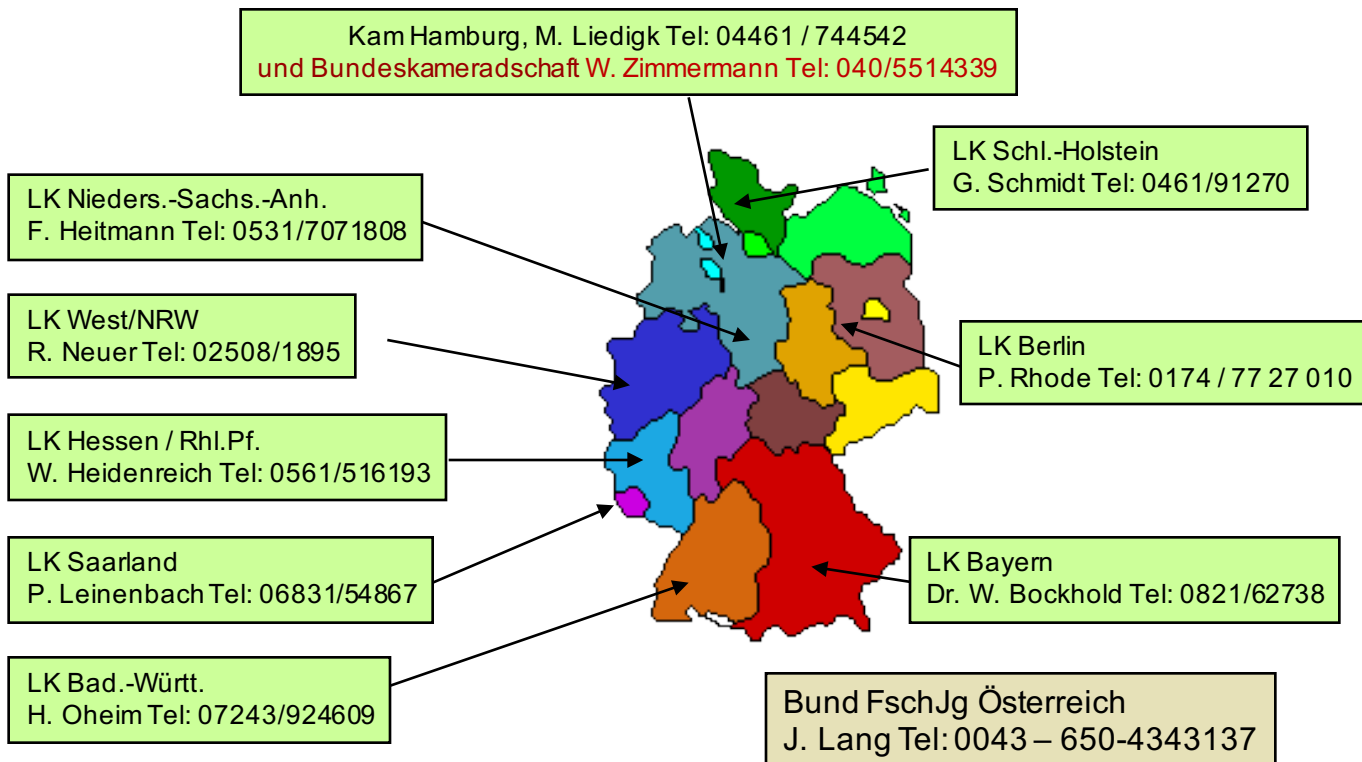 Kam Hamburg, M. Liedigk Tel: 04461 / 744542
und Bundeskameradschaft W. Zimmermann Tel: 040/5514339
LK Schl.-Holstein
G. Schmidt Tel: 0461/91270
LK Nieders.-Sachs.-Anh.
F. Heitmann Tel: 0531/7071808
LK West/NRW
R. Neuer Tel: 02508/1895
LK Berlin
P. Rhode Tel: 0174 / 77 27 010
LK Hessen / Rhl.Pf.
W. Heidenreich Tel: 0561/516193
LK Saarland
P. Leinenbach Tel: 06831/54867
LK Bayern
Dr. W. Bockhold Tel: 0821/62738
LK Bad.-Württ.
H. Oheim Tel: 07243/924609
Bund FschJg Österreich
J. Lang Tel: 0043 – 650-4343137